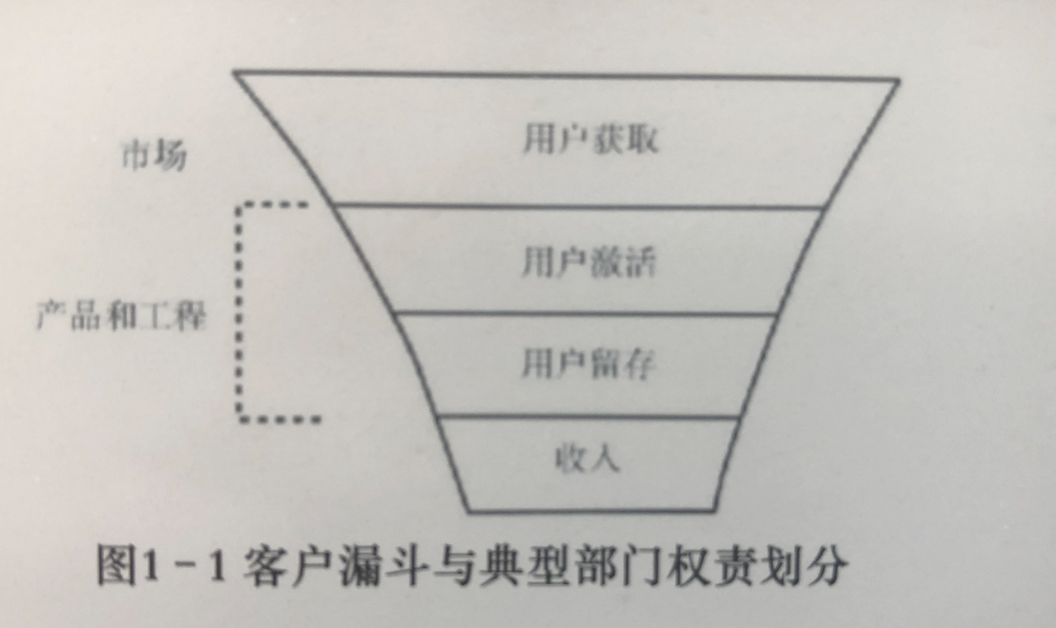 用户获取
市场
用户激活
产品和工程
用户留存
收入
图1-1 客户漏斗与典型部门权责划分